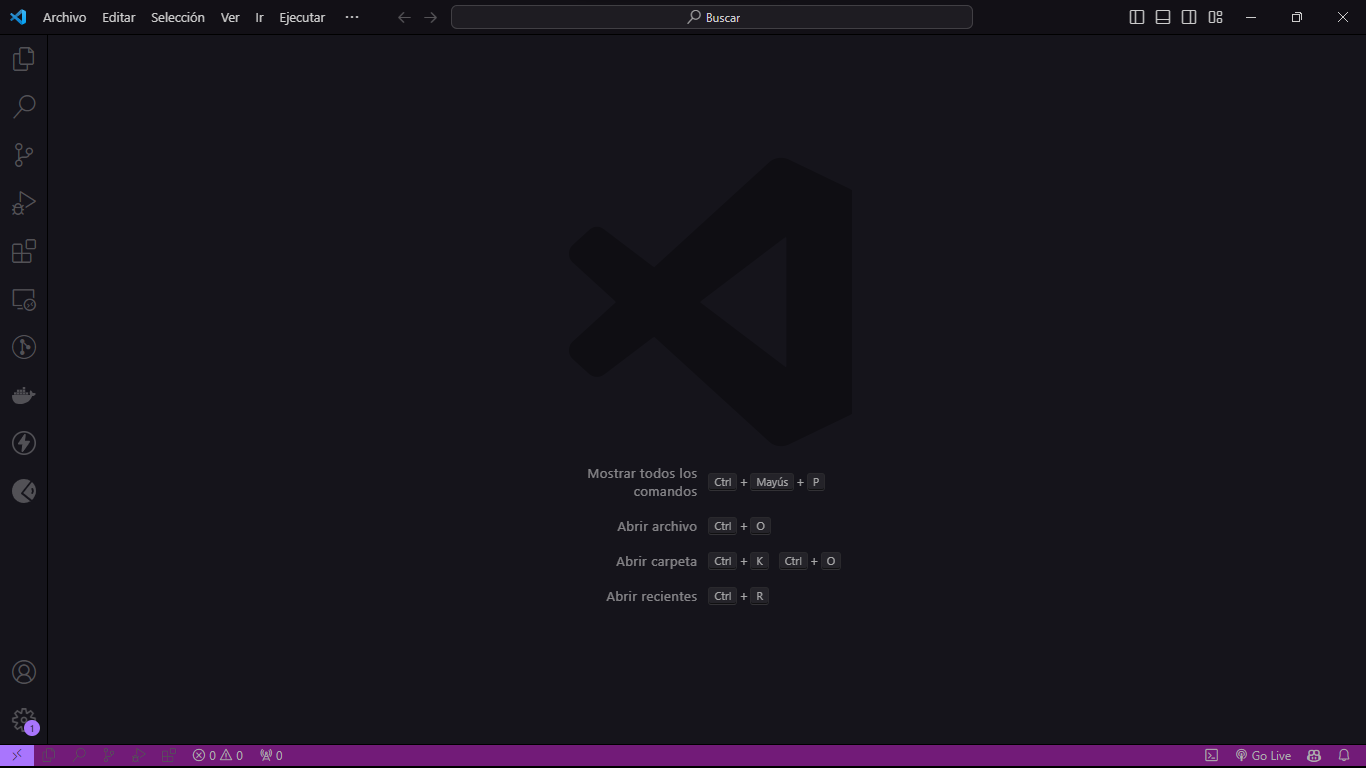 Archivo Editar Selección Ver Ir Ejecutar ··· Buscar
Mostrar todos los
comandos Ctrl + Mayús + P
Abrir archivo Ctrl + O
Abrir carpeta Ctrl + K Ctrl + O
Abrir recientes Ctrl + R
1
0 0 0 Go Live